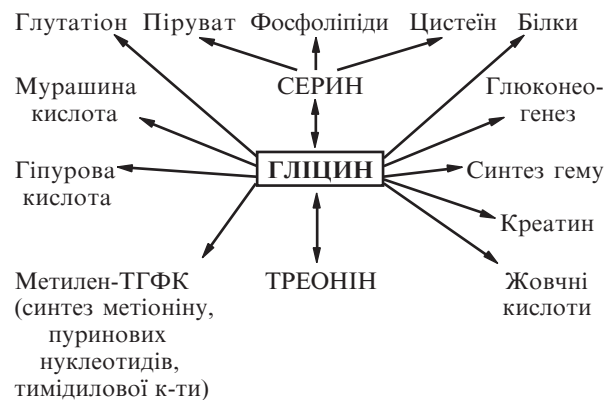 Глутатіон Піруват Фосфоліпіди Цистеїн Білки
СЕРИН
Мурашина
кислота
Глюконео-
генез
Гіпурова
кислота
ГЛІЦИН
Синтез гему
Креатин
Метилен-ТГФК
(синтез метіоніну,
пуринових
нуклеотидів,
тимідилової к-ти)
ТРЕОНІН
Жовчні
кислоти